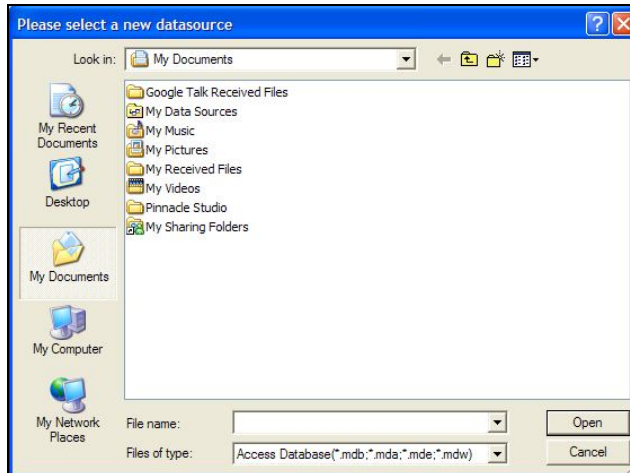 Please select a new datasource
Look in: My Documents
My Recent Documents
Desktop
My Documents
My Computer
My Network Places
Google Talk Received Files
My Data Sources
My Music
My Pictures
My Received Files
My Videos
Pinnacle Studio
My Sharing Folders
File name:
Open
Files of type: Access Database(*.mdb;*.mda;*.mde;*.mdw)
Cancel